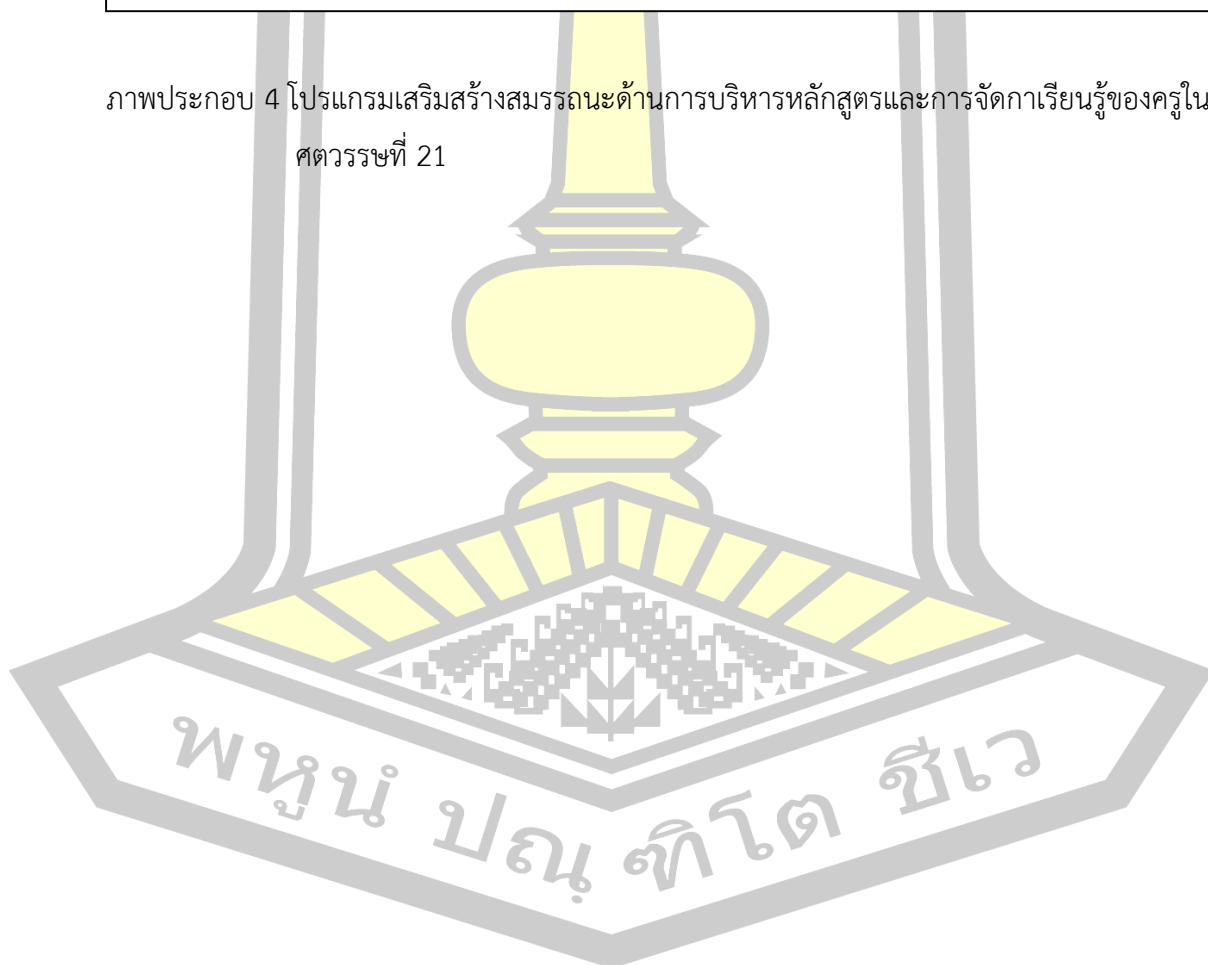 ภาพประกอบ 4 โปรแกรมเสริมสร้างสมรรถนะด้านการบริหารหลักสูตรและการจัดกาเรียนรู้ของครูใน
ศตวรรษที่ 21
พหูนํ ปณฺฑิโต ชีเว